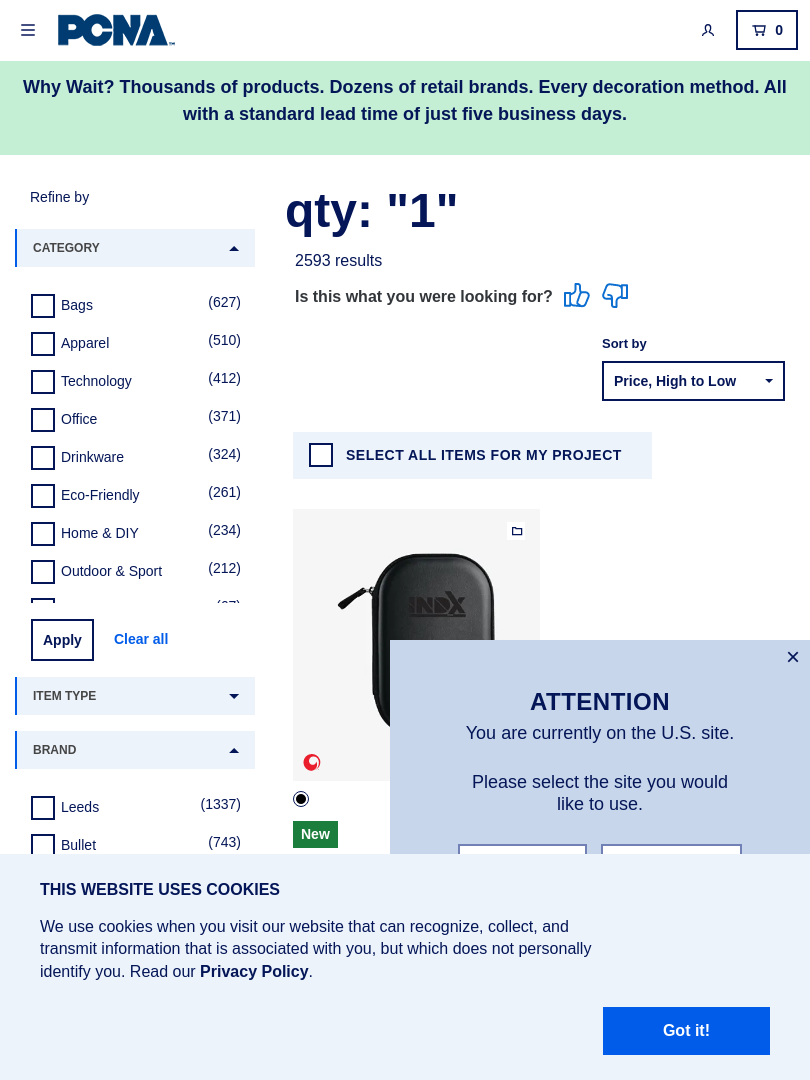 PCNA
0
Why Wait? Thousands of products. Dozens of retail brands. Every decoration method. All
with a standard lead time of just five business days.
Refine by
CATEGORY
Bags (627)
Apparel (510)
Technology (412)
Office (371)
Drinkware (324)
Eco-Friendly (261)
Home & DIY (234)
Outdoor & Sport (212)
Apply Clear all
ITEM TYPE
BRAND
Leeds (1337)
Bullet (743)
qty: "1"
2593 results
Is this what you were looking for?
Sort by
Price, High to Low
SELECT ALL ITEMS FOR MY PROJECT
INDX
New
ATTENTION
You are currently on the U.S. site.
Please select the site you would
like to use.
THIS WEBSITE USES COOKIES
We use cookies when you visit our website that can recognize, collect, and
transmit information that is associated with you, but which does not personally
identify you. Read our Privacy Policy.
Got it!